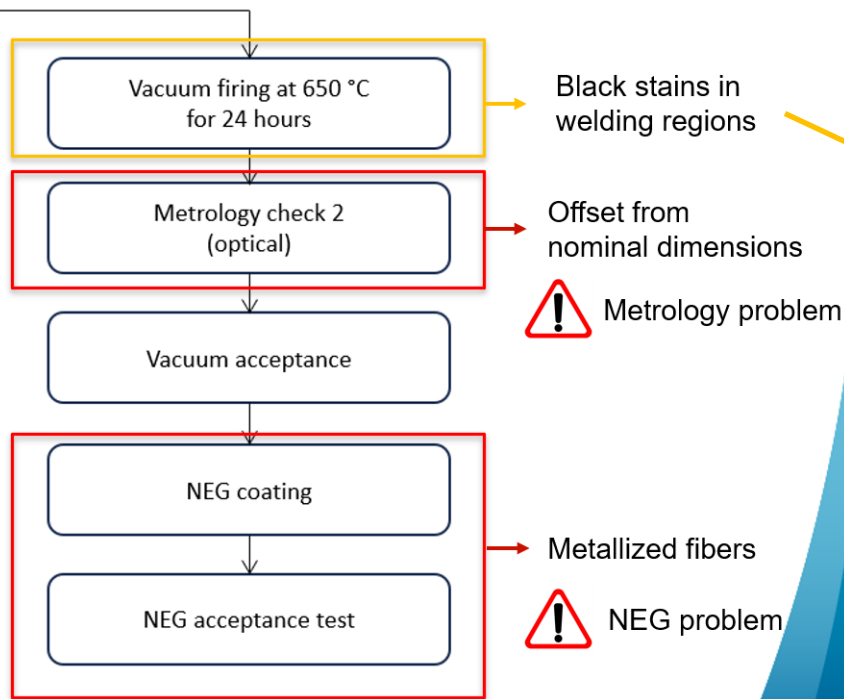 Vacuum firing at 650 °C
for 24 hours
Black stains in
welding regions
Metrology check 2
(optical)
Offset from
nominal dimensions
Metrology problem
Vacuum acceptance
NEG coating
Metallized fibers
NEG acceptance test
NEG problem